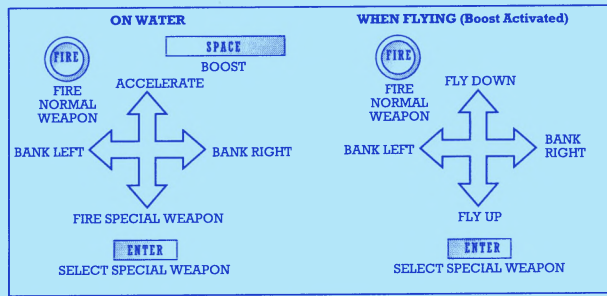 ON WATER
FIRE
SPACE
BOOST
FIRE
NORMAL
WEAPON
ACCELERATE
BANK LEFT
BANK RIGHT
FIRE SPECIAL WEAPON
ENTER
SELECT SPECIAL WEAPON
WHEN FLYING (Boost Activated)
FIRE
FIRE
NORMAL
WEAPON
FLY DOWN
BANK LEFT
BANK
RIGHT
FLY UP
ENTER
SELECT SPECIAL WEAPON